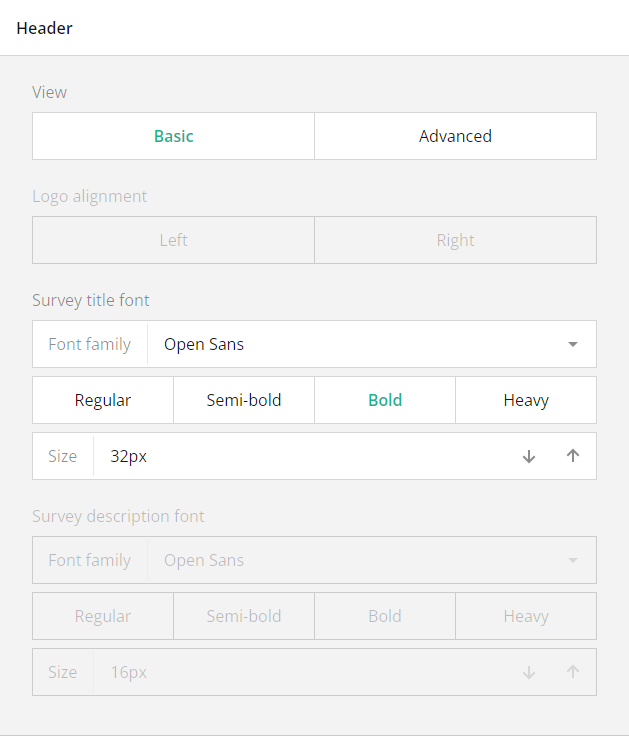 Header
View
Basic Advanced
Logo alignment
Left Right
Survey title font
Font family Open Sans
Regular Semi-bold Bold Heavy
Size 32px
Survey description font
Font family Open Sans
Regular Semi-bold Bold Heavy
Size 16px